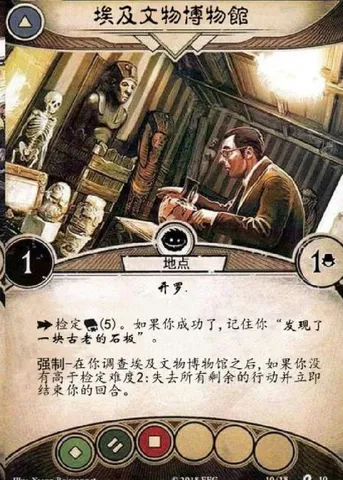 埃及文物博物館
1
1
地点
开罗.
检定(5)。如果你成功了,记住你“发现了
一块古老的石板”。
强制-在你调查埃及文物博物馆之后,如果你没
有高于检定难度2:失去所有剩余的行动并立即
结束你的回合。